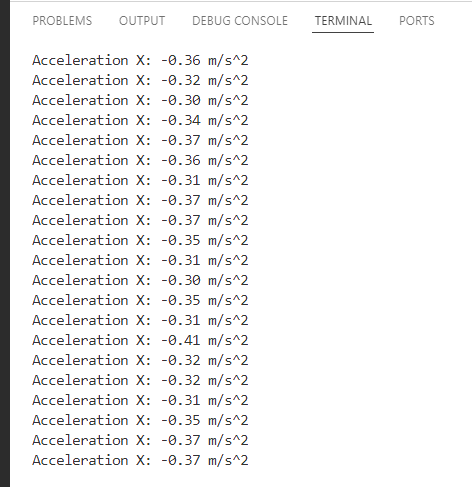 PROBLEMS OUTPUT DEBUG CONSOLE TERMINAL PORTS
Acceleration X: -0.36 m/s^2
Acceleration X: -0.32 m/s^2
Acceleration X: -0.30 m/s^2
Acceleration X: -0.34 m/s^2
Acceleration X: -0.37 m/s^2
Acceleration X: -0.36 m/s^2
Acceleration X: -0.31 m/s^2
Acceleration X: -0.37 m/s^2
Acceleration X: -0.37 m/s^2
Acceleration X: -0.35 m/s^2
Acceleration X: -0.31 m/s^2
Acceleration X: -0.30 m/s^2
Acceleration X: -0.35 m/s^2
Acceleration X: -0.31 m/s^2
Acceleration X: -0.41 m/s^2
Acceleration X: -0.32 m/s^2
Acceleration X: -0.32 m/s^2
Acceleration X: -0.31 m/s^2
Acceleration X: -0.35 m/s^2
Acceleration X: -0.37 m/s^2
Acceleration X: -0.37 m/s^2